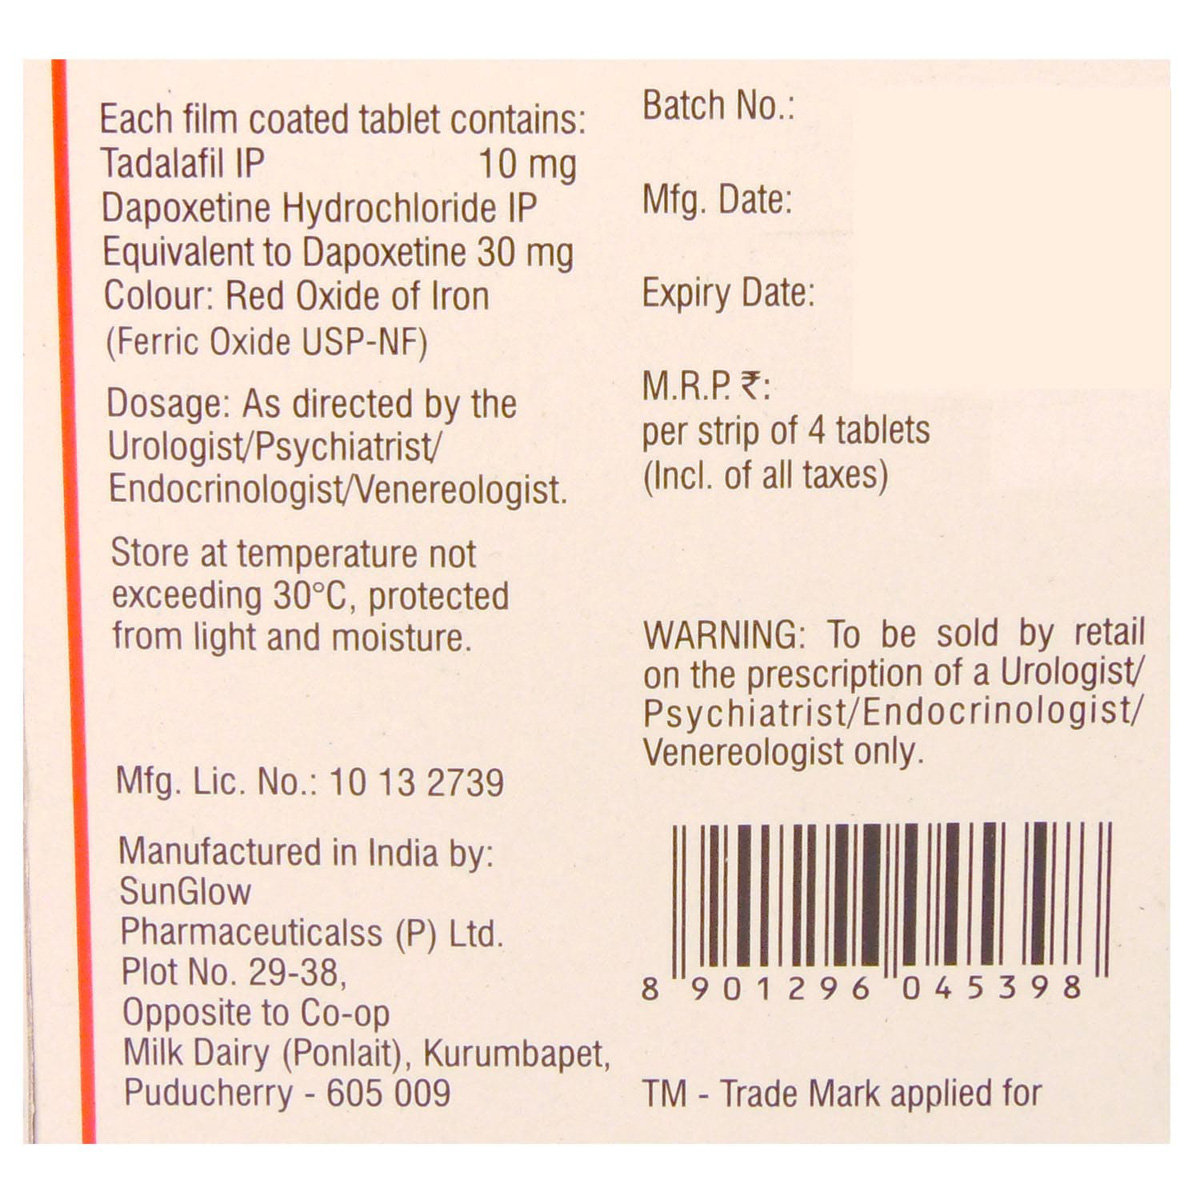 Each film coated tablet contains:
Tadalafil IP 10 mg
Dapoxetine Hydrochloride IP
Equivalent to Dapoxetine 30 mg
Colour: Red Oxide of Iron
(Ferric Oxide USP-NF)
Dosage: As directed by the
Urologist/Psychiatrist/
Endocrinologist/Venereologist.
Store at temperature not
exceeding 30°C, protected
from light and moisture.
Mfg. Lic. No.: 10 13 2739
Manufactured in India by:
SunGlow
Pharmaceuticalss (P) Ltd.
Plot No. 29-38,
Opposite to Co-op
Milk Dairy (Ponlait), Kurumbapet,
Puducherry - 605 009
Batch No.:
Mfg. Date:
Expiry Date:
M.R.P. ₹:
per strip of 4 tablets
(Incl. of all taxes)
WARNING: To be sold by retail
on the prescription of a Urologist/
Psychiatrist/Endocrinologist/
Venereologist only.
8 901296 045398
TM - Trade Mark applied for